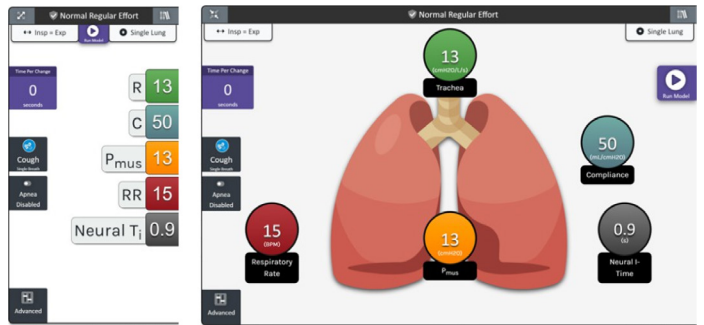 Normal Regular Effort
Insp = Exp
Run Model
Single Lung
Time Per Change
0
seconds
R 13
C 50
Cough
Single Breath
Pmus 13
Apnea
Disabled
RR 15
Neural Ti 0.9
Advanced
Normal Regular Effort
Insp = Exp
Single Lung
13
(cmH2O/L/s)
Trachea
Time Per Change
0
seconds
Run Model
50
(mL/cmH2O)
Compliance
Cough
Single Breath
Apnea
Disabled
15
(BPM)
Respiratory
Rate
13
(cmH2O)
Pmus
0.9
(s)
Neural I-
Time
Advanced